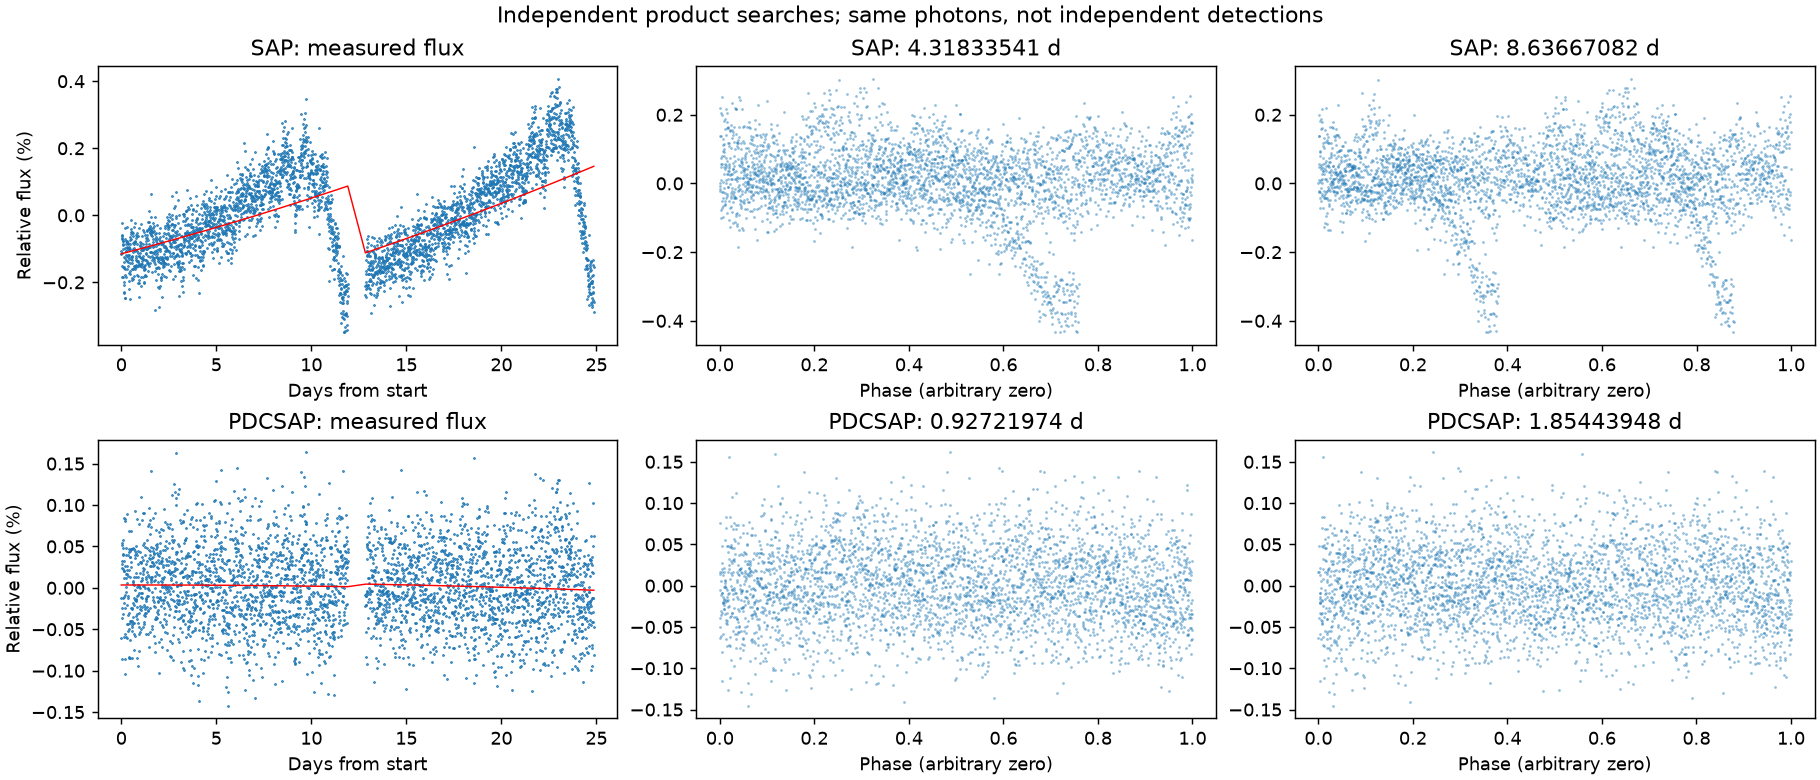 Independent product searches; same photons, not independent detections
SAP: measured flux
SAP: 4.31833541 d
SAP: 8.63667082 d
Relative flux (%)
0.4
0.2
0.0
−0.2
0.2
0.0
−0.2
−0.4
0.2
0.0
−0.2
−0.4
0 5 10 15 20 25
0.0 0.2 0.4 0.6 0.8 1.0
0.0 0.2 0.4 0.6 0.8 1.0
Days from start
Phase (arbitrary zero)
Phase (arbitrary zero)
PDCSAP: measured flux
PDCSAP: 0.92721974 d
PDCSAP: 1.85443948 d
Relative flux (%)
0.15
0.10
0.05
0.00
−0.05
−0.10
−0.15
0.15
0.10
0.05
0.00
−0.05
−0.10
−0.15
0.15
0.10
0.05
0.00
−0.05
−0.10
−0.15
0 5 10 15 20 25
0.0 0.2 0.4 0.6 0.8 1.0
0.0 0.2 0.4 0.6 0.8 1.0
Days from start
Phase (arbitrary zero)
Phase (arbitrary zero)